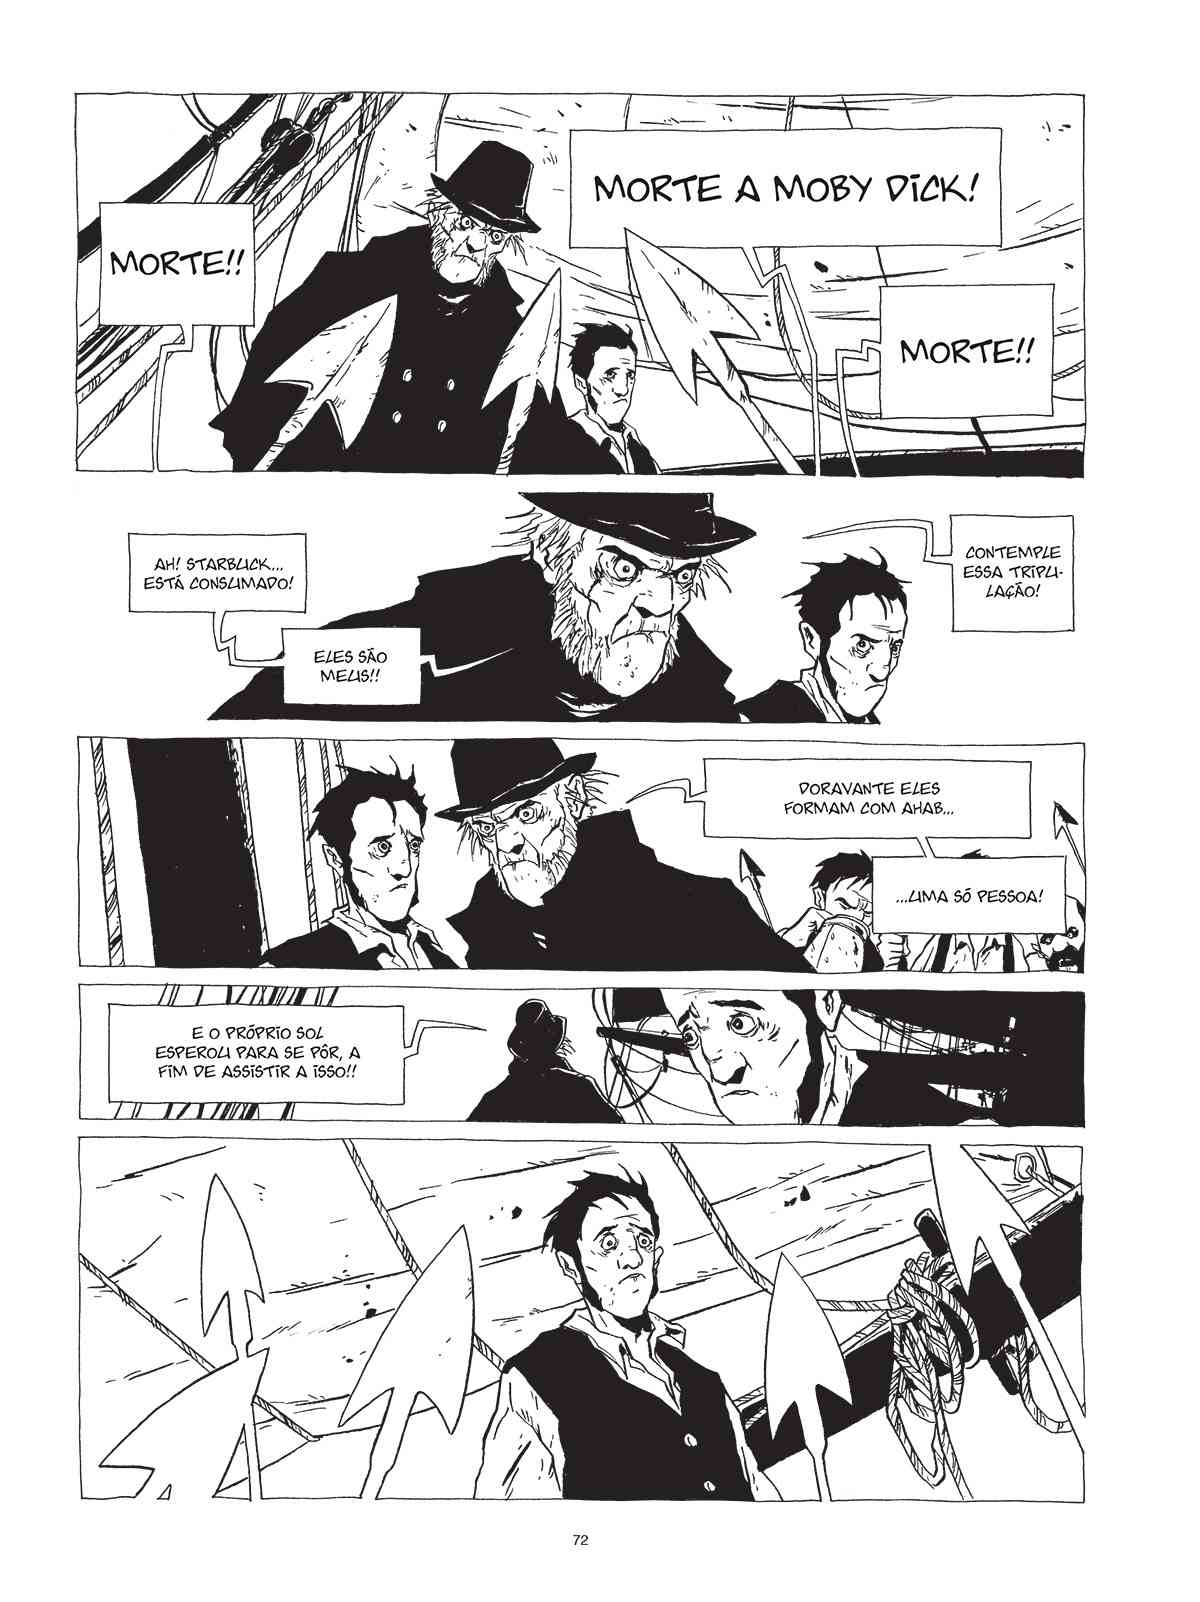 MORTE!!
MORTE A MOBY DICK!
MORTE!!
AH! STARBUCK...
ESTÁ CONSUMADO!
ELES SÃO
MEUS!!
CONTEMPLE
ESSA TRIPU-
LAÇÃO!
DORAVANTE ELES
FORMAM COM AHAB...
...UMA SÓ PESSOA!
E O PRÓPRIO SOL
ESPEROU PARA SE PÔR, A
FIM DE ASSISTIR A ISSO!!
72